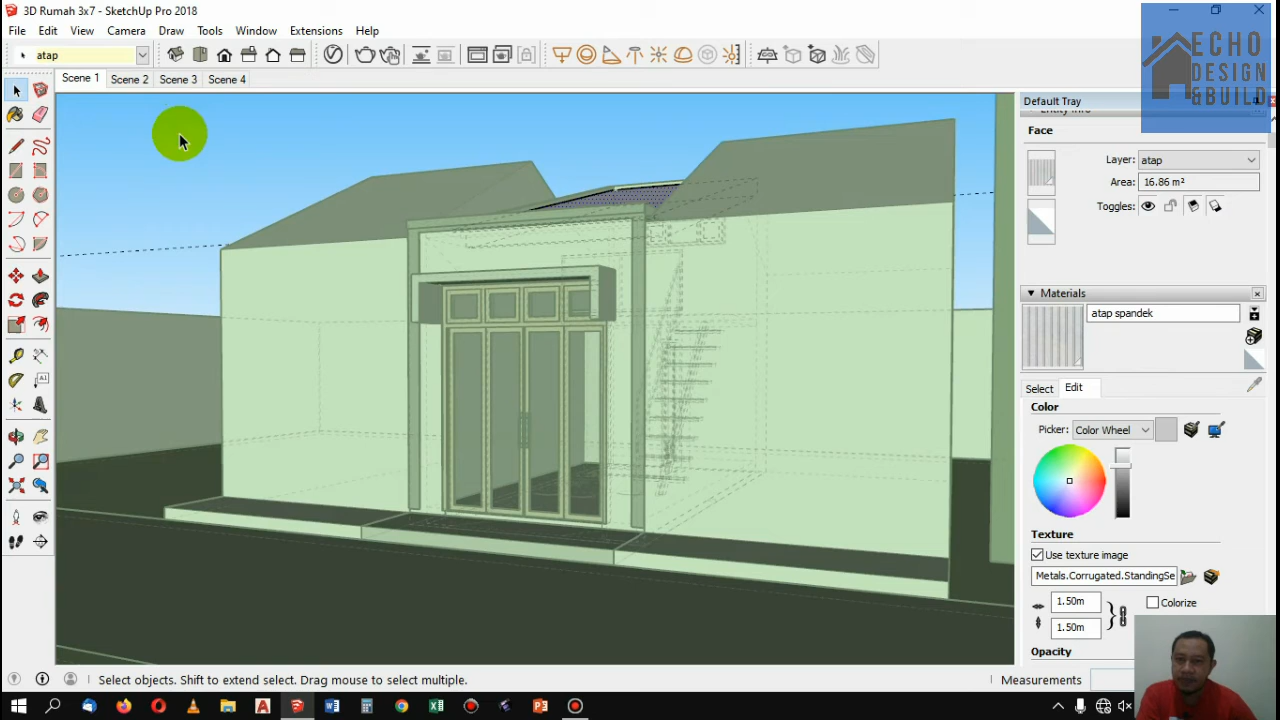 3D Rumah 3x7 - SketchUp Pro 2018
File Edit View Camera Draw Tools Window Extensions Help
atap
Scene 1 Scene 2 Scene 3 Scene 4
ECHO
DESIGN
&BUILD
Default Tray
Entity Info
Face
Layer: atap
Area: 16.86 m²
Toggles:
Materials
atap spandek
Select Edit
Color
Picker: Color Wheel
Texture
Use texture image
Metals.Corrugated.StandingSe
1.50m
Colorize
1.50m
Opacity
Select objects. Shift to extend select. Drag mouse to select multiple.
Measurements